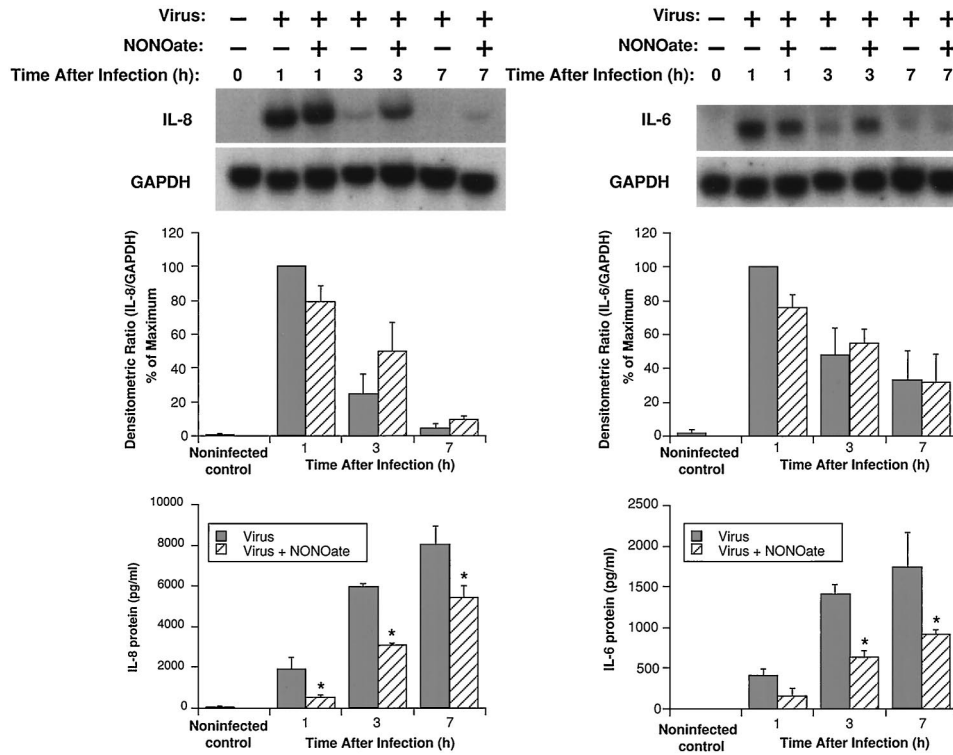 Virus: – + + + + + +
NONOate: – – + – + – +
Time After Infection (h): 0 1 1 3 3 7 7
IL-8
GAPDH
Densitometric Ratio (IL-8/GAPDH)
% of Maximum
120
100
80
60
40
20
0
Noninfected
control
1 3 7
Time After Infection (h)
IL-8 protein (pg/ml)
10000
8000
6000
4000
2000
0
Virus
Virus + NONOate
* * *
Noninfected
control
1 3 7
Time After Infection (h)
Virus: – + + + + + +
NONOate: – – + – + – +
Time After Infection (h): 0 1 1 3 3 7 7
IL-6
GAPDH
Densitometric Ratio (IL-6/GAPDH)
% of Maximum
120
100
80
60
40
20
0
Noninfected
control
1 3 7
Time After Infection (h)
IL-6 protein (pg/ml)
2500
2000
1500
1000
500
0
Virus
Virus + NONOate
* *
Noninfected
control
1 3 7
Time After Infection (h)